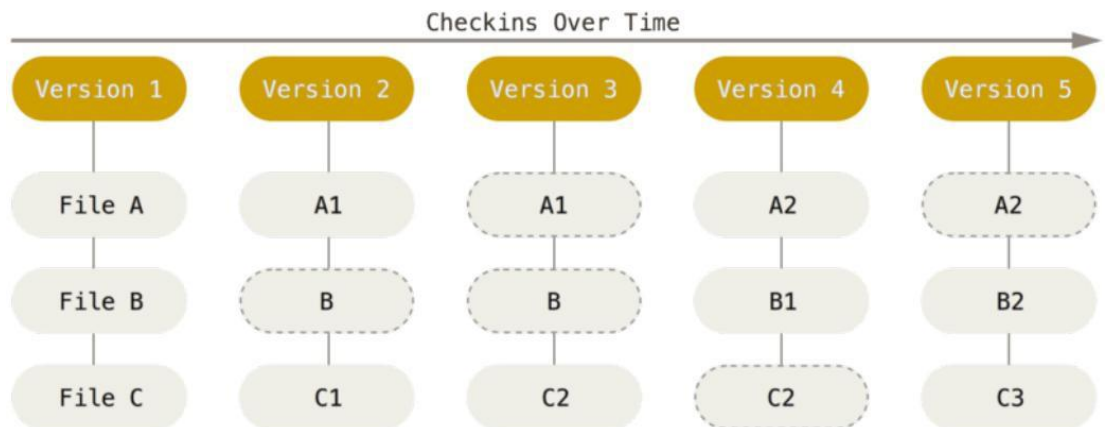 Checkins Over Time
Version 1 Version 2 Version 3 Version 4 Version 5
File A A1 A1 A2 A2
File B B B B1 B2
File C C1 C2 C2 C3